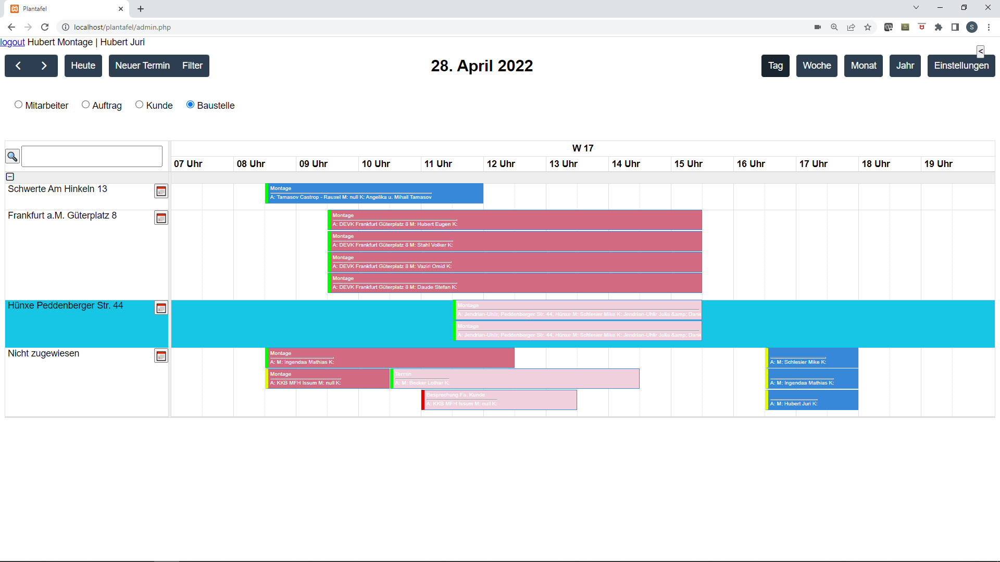 Plantafel
localhost/plantafel/admin.php
S
logout Hubert Montage | Hubert Juri
<
Heute
Neuer Termin
Filter
28. April 2022
Tag
Woche
Monat
Jahr
Einstellungen
Mitarbeiter
Auftrag
Kunde
Baustelle
W 17
07 Uhr
08 Uhr
09 Uhr
10 Uhr
11 Uhr
12 Uhr
13 Uhr
14 Uhr
15 Uhr
16 Uhr
17 Uhr
18 Uhr
19 Uhr
Schwerte Am Hinkeln 13
Montage
A: Tamasov Castrop - Rauxel M: null K: Angelika u. Mihail Tamasov
Frankfurt a.M. Güterplatz 8
Montage
A: DEVK Frankfurt Güterplatz 8 M: Hubert Eugen K:
Montage
A: DEVK Frankfurt Güterplatz 8 M: Stahl Volker K:
Montage
A: DEVK Frankfurt Güterplatz 8 M: Vaziri Omid K:
Montage
A: DEVK Frankfurt Güterplatz 8 M: Daude Stefan K:
Hünxe Peddenberger Str. 44
Montage
A: Jendrian-Uhlir, Peddenberger Str. 44, Hünxe M: Schlesier Mike K: Jendrian-Uhlir Julia &amp; Danie
Montage
A: Jendrian-Uhlir, Peddenberger Str. 44, Hünxe M: Schlesier Mike K: Jendrian-Uhlir Julia &amp; Danie
Nicht zugewiesen
Montage
A: M: Ingendaa Mathias K:
A: M: Schlesier Mike K:
Montage
A: KKB MFH Issum M: null K:
Termin
A: M: Becker Lothar K:
A: M: Ingendaa Mathias K:
Besprechung Fa. Kunde
A: KKB MFH Issum M: null K:
A: M: Hubert Juri K: